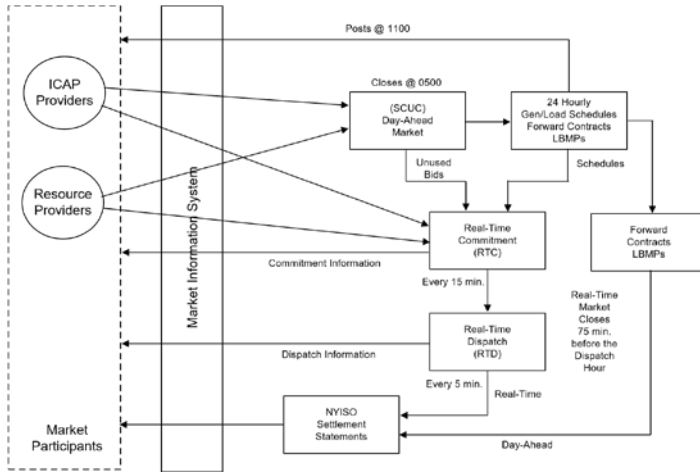 Posts @ 1100
ICAP
Providers
Closes @ 0500
(SCUC)
Day-Ahead
Market
24 Hourly
Gen/Load Schedules
Forward Contracts
LBMPs
Unused
Bids
Schedules
Resource
Providers
Market Information System
Real-Time
Commitment
(RTC)
Forward
Contracts
LBMPs
Commitment Information
Every 15 min.
Real-Time
Market
Closes
75 min.
before the
Dispatch
Hour
Real-Time
Dispatch
(RTD)
Dispatch Information
Every 5 min.
Real-Time
NYISO
Settlement
Statements
Market
Participants
Day-Ahead